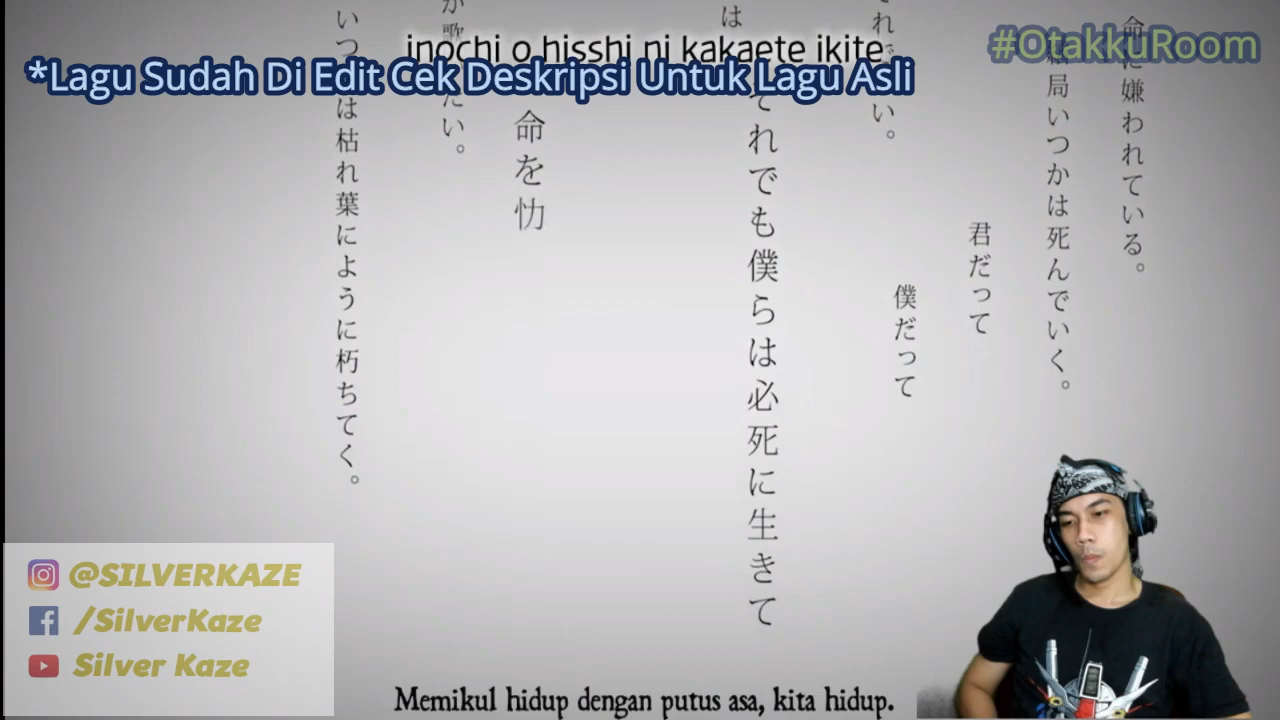 inochi o hisshi ni kakaete ikite
#OtakkuRoom
*Lagu Sudah Di Edit Cek Deskripsi Untuk Lagu Asli
命に嫌われている。
結局いつかは死んでいく。
君だって
僕だって
は
それでも僕らは必死に生きて
命を
い。
は枯れ葉にように朽ちてく。
@SILVERKAZE
/SilverKaze
Silver Kaze
Memikul hidup dengan putus asa, kita hidup.